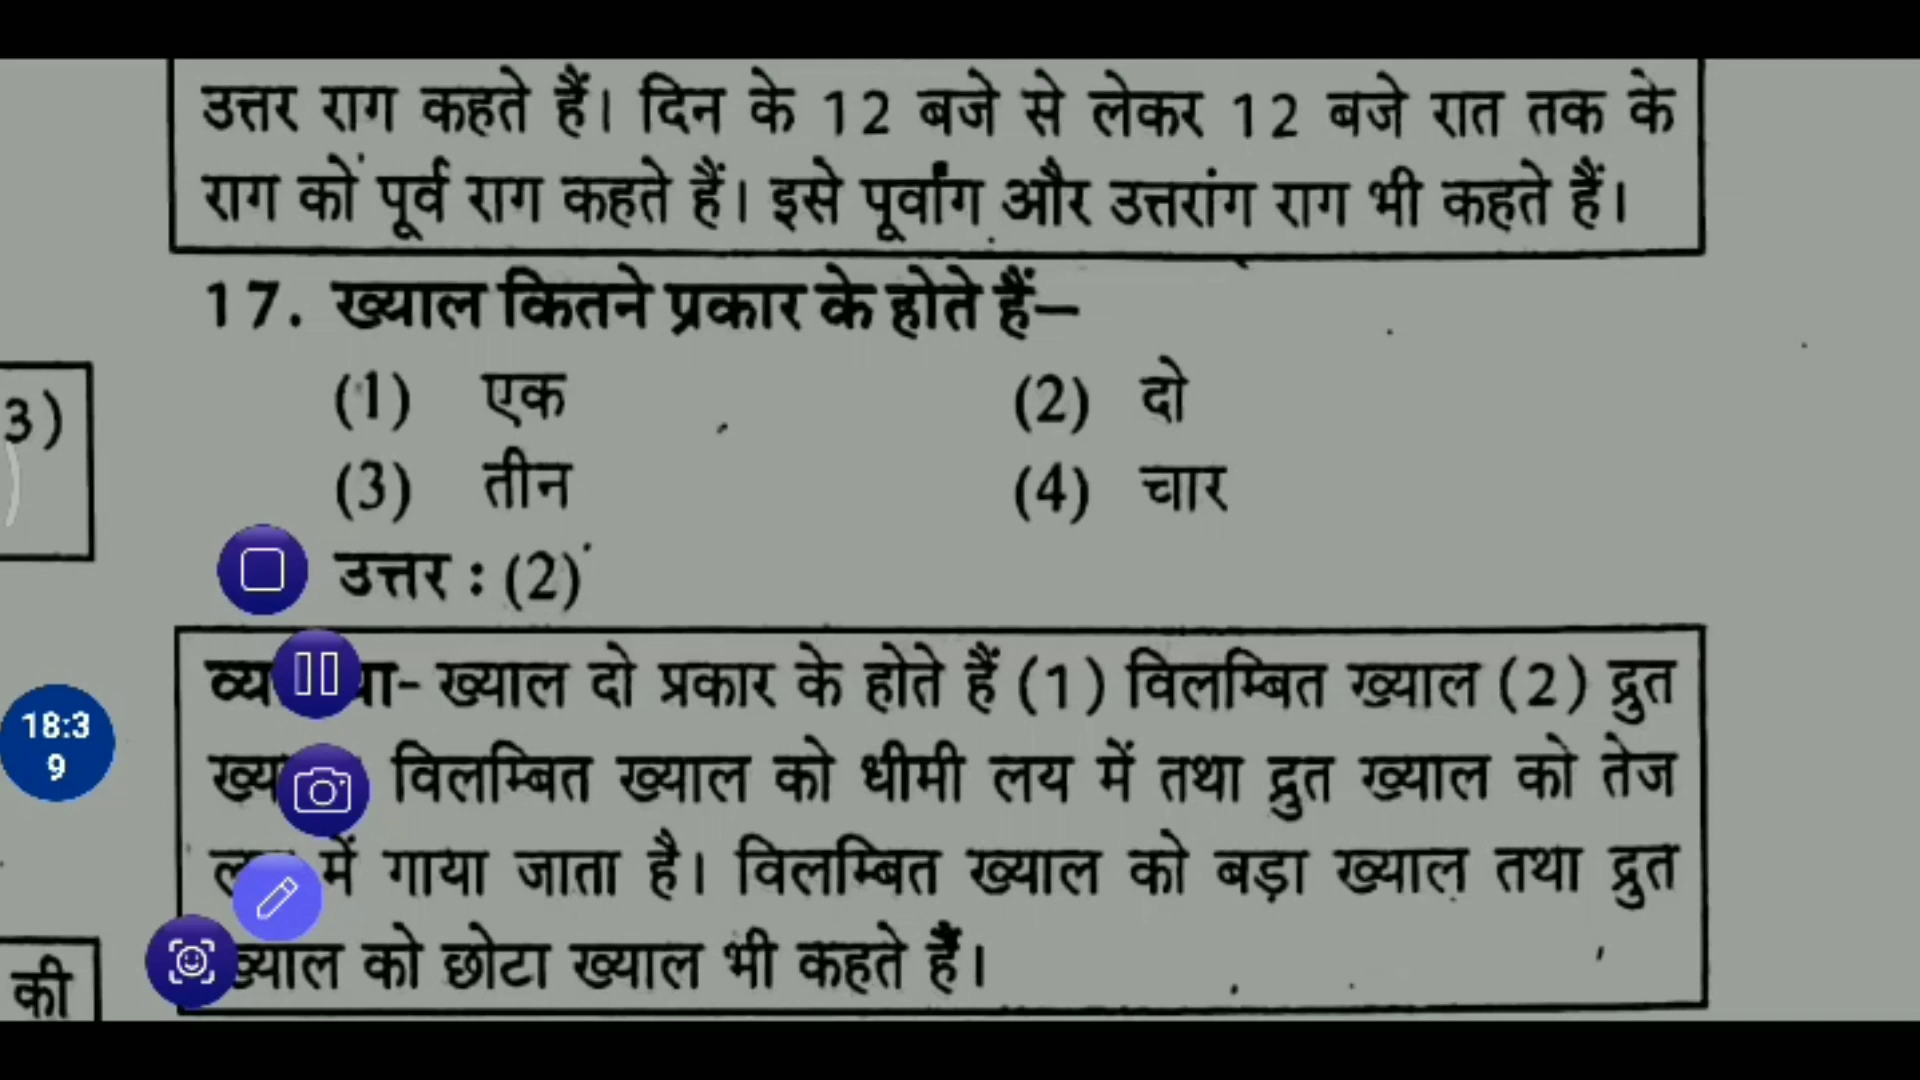 उत्तर राग कहते हैं। दिन के 12 बजे से लेकर 12 बजे रात तक के
राग को पूर्व राग कहते हैं। इसे पूर्वांग और उत्तरांग राग भी कहते हैं।
17. ख्याल कितने प्रकार के होते हैं–
(1) एक (2) दो
3)
(3) तीन (4) चार
उत्तर : (2)
- ख्याल दो प्रकार के होते हैं (1) विलम्बित ख्याल (2) द्रुत
18:3
9
विलम्बित ख्याल को धीमी लय में तथा द्रुत ख्याल को तेज
में गाया जाता है। विलम्बित ख्याल को बड़ा ख्याल तथा द्रुत
ख्याल को छोटा ख्याल भी कहते हैं।
की